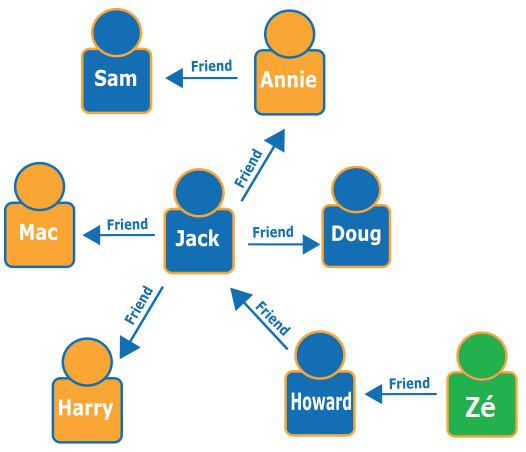 Sam
Friend
Annie
Friend
Mac
Friend
Jack
Friend
Doug
Friend
Friend
Harry
Howard
Friend
Zé